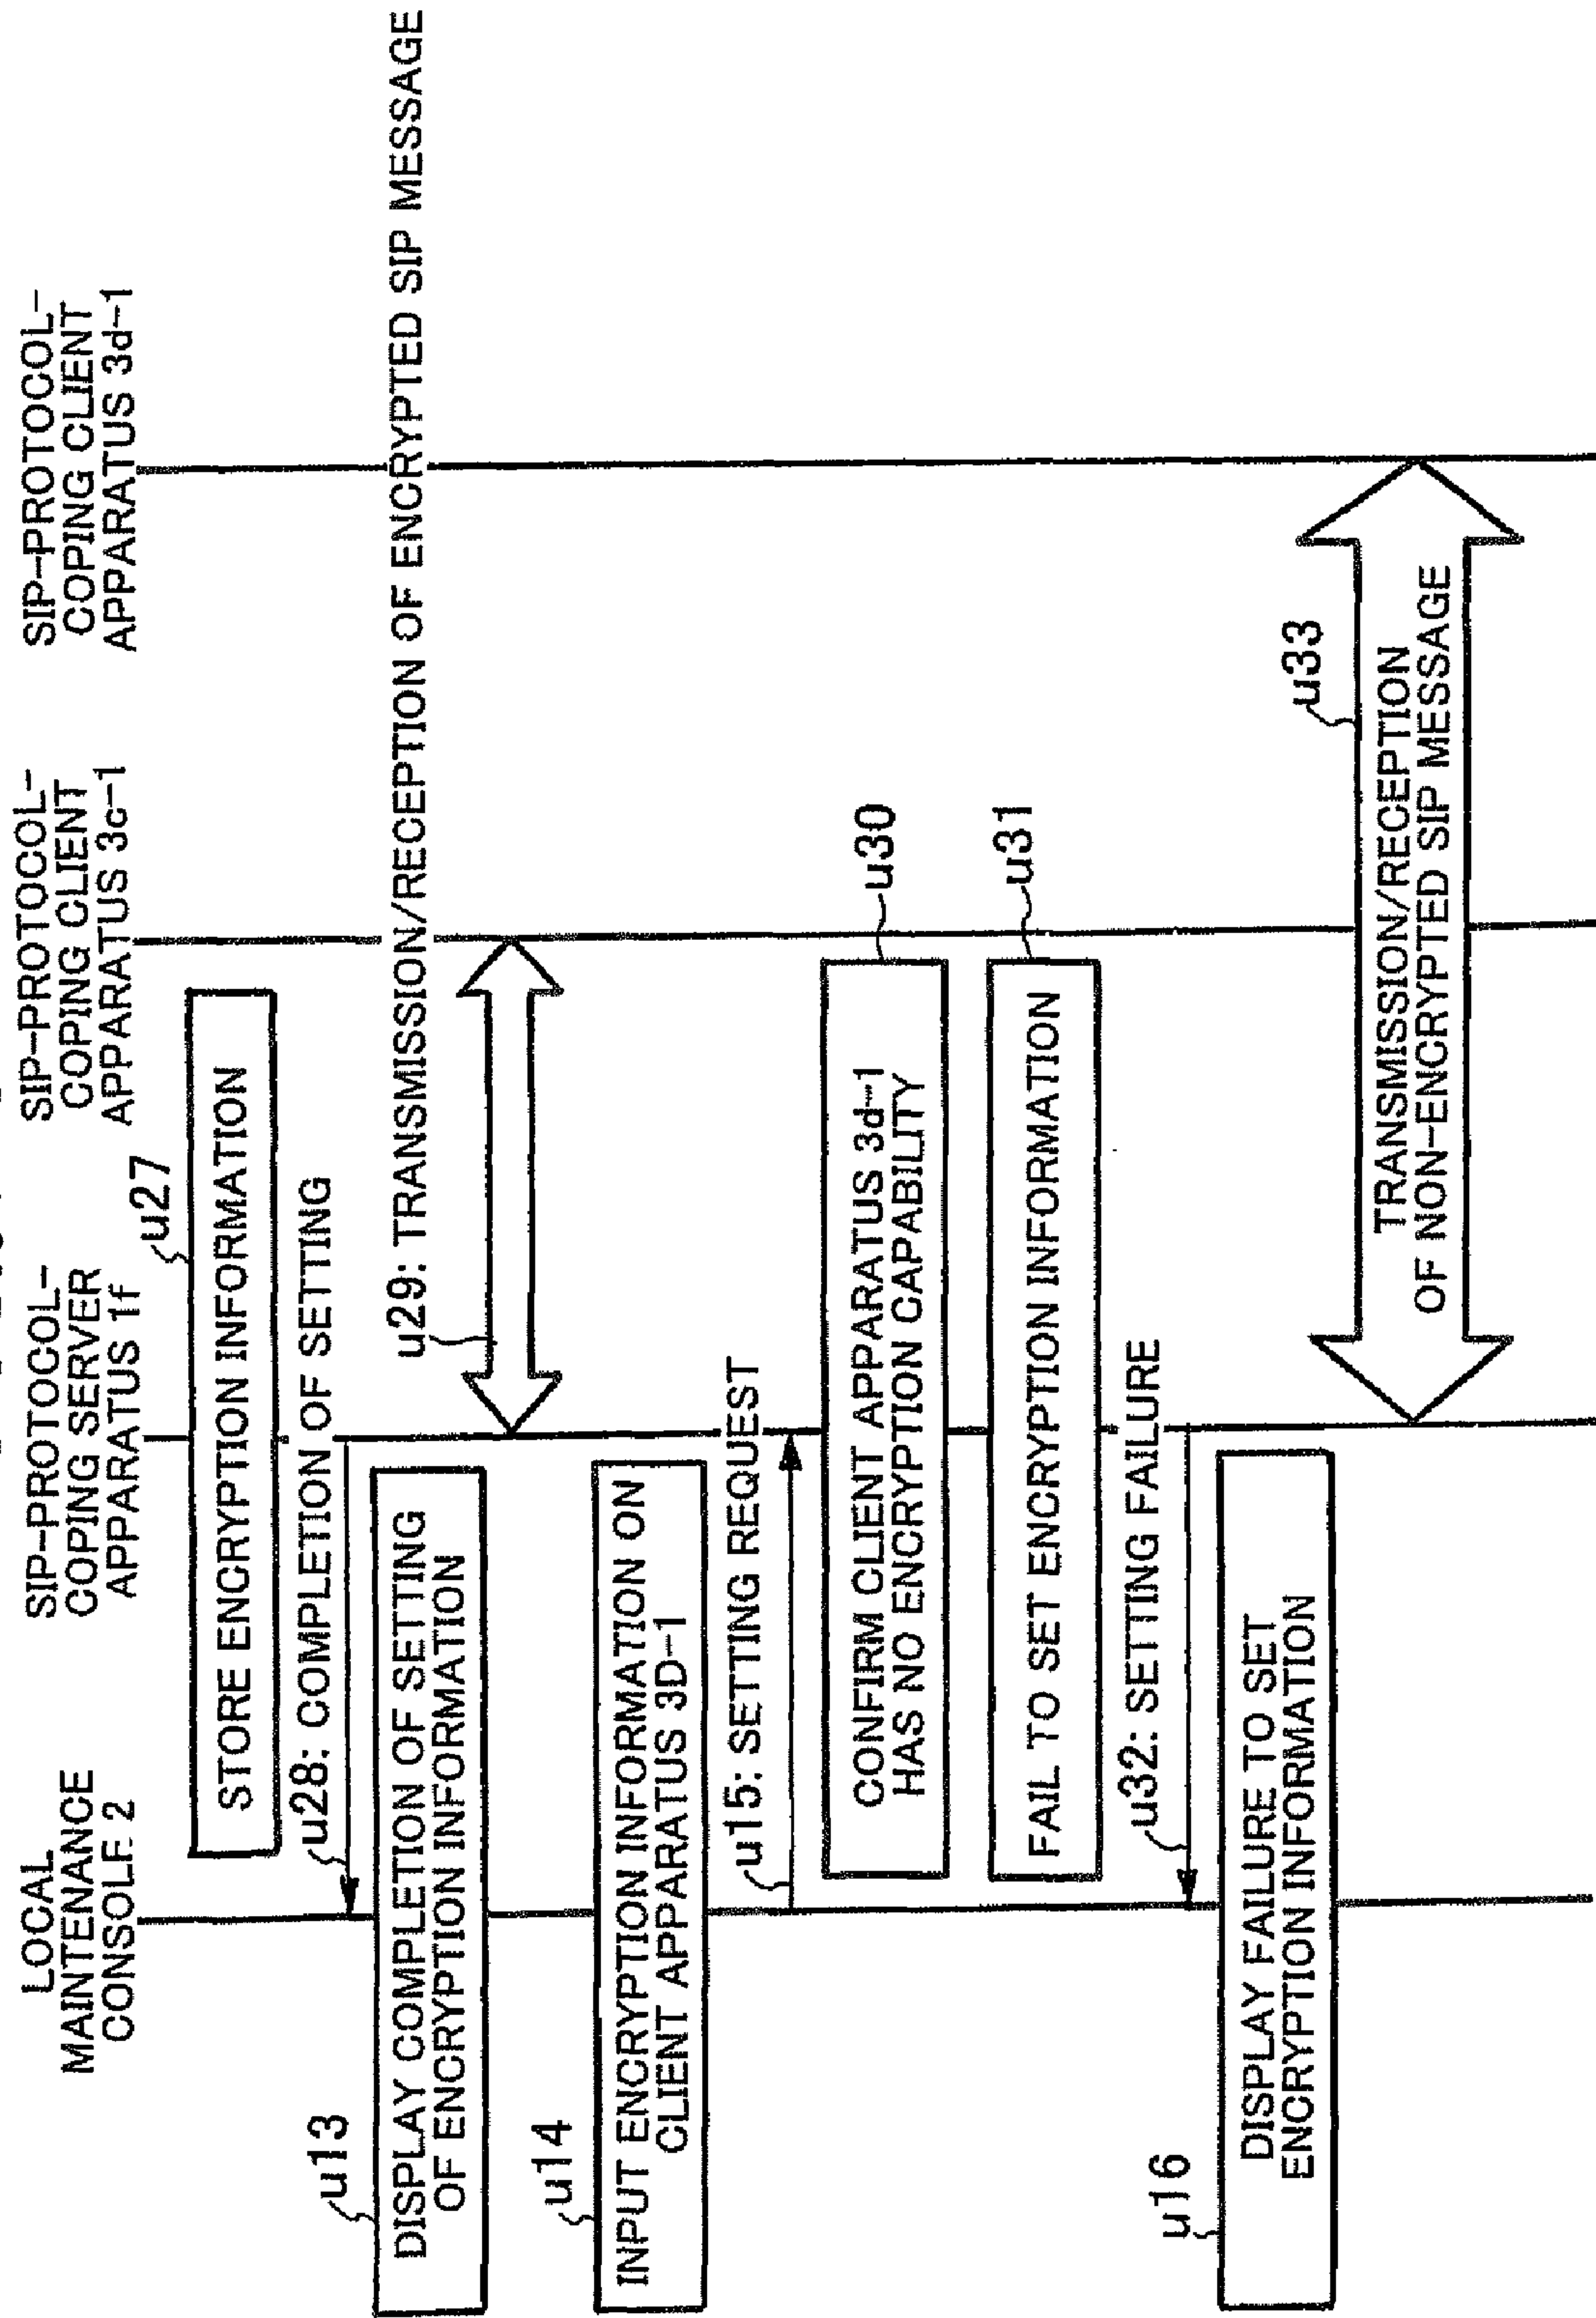 LOCAL
MAINTENANCE
CONSOLE 2
SIP-PROTOCOL-
COPING SERVER
APPARATUS 1f
SIP-PROTOCOL-
COPING CLIENT
APPARATUS 3c-1
SIP-PROTOCOL-
COPING CLIENT
APPARATUS 3d-1
u27
STORE ENCRYPTION INFORMATION
u28: COMPLETION OF SETTING
u13
DISPLAY COMPLETION OF SETTING
OF ENCRYPTION INFORMATION
u29: TRANSMISSION/RECEPTION OF ENCRYPTED SIP MESSAGE
u14
INPUT ENCRYPTION INFORMATION ON
CLIENT APPARATUS 3D-1
u15: SETTING REQUEST
u30
CONFIRM CLIENT APPARATUS 3d-1
HAS NO ENCRYPTION CAPABILITY
u31
FAIL TO SET ENCRYPTION INFORMATION
u32: SETTING FAILURE
u16
DISPLAY FAILURE TO SET
ENCRYPTION INFORMATION
u33
TRANSMISSION/RECEPTION
OF NON-ENCRYPTED SIP MESSAGE